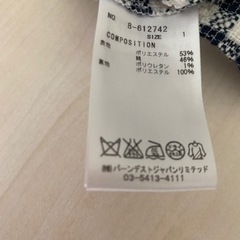 NO 8-612742
SIZE 1
COMPOSITION
表地 ポリエステル 53%
綿 46%
ポリウレタン 1%
裏地 ポリエステル 100%
㈱バーンデストジャパンリミテッド
03-5413-4111